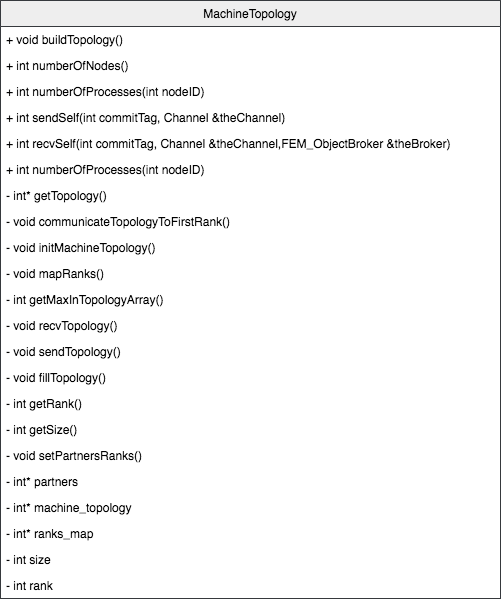 MachineTopology
+ void buildTopology()
+ int numberOfNodes()
+ int numberOfProcesses(int nodeID)
+ int sendSelf(int commitTag, Channel &theChannel)
+ int recvSelf(int commitTag, Channel &theChannel,FEM_ObjectBroker &theBroker)
+ int numberOfProcesses(int nodeID)
- int* getTopology()
- void communicateTopologyToFirstRank()
- void initMachineTopology()
- void mapRanks()
- int getMaxInTopologyArray()
- void recvTopology()
- void sendTopology()
- void fillTopology()
- int getRank()
- int getSize()
- void setPartnersRanks()
- int* partners
- int* machine_topology
- int* ranks_map
- int size
- int rank